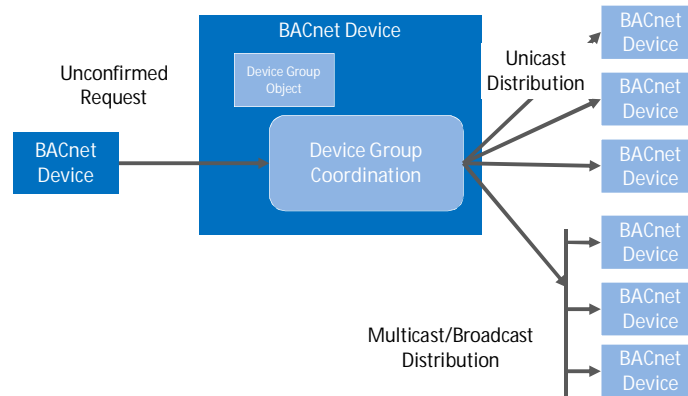 BACnet Device
Device Group
Object
Unconfirmed
Request
BACnet
Device
Device Group
Coordination
Unicast
Distribution
BACnet
Device
BACnet
Device
BACnet
Device
BACnet
Device
BACnet
Device
BACnet
Device
Multicast/Broadcast
Distribution